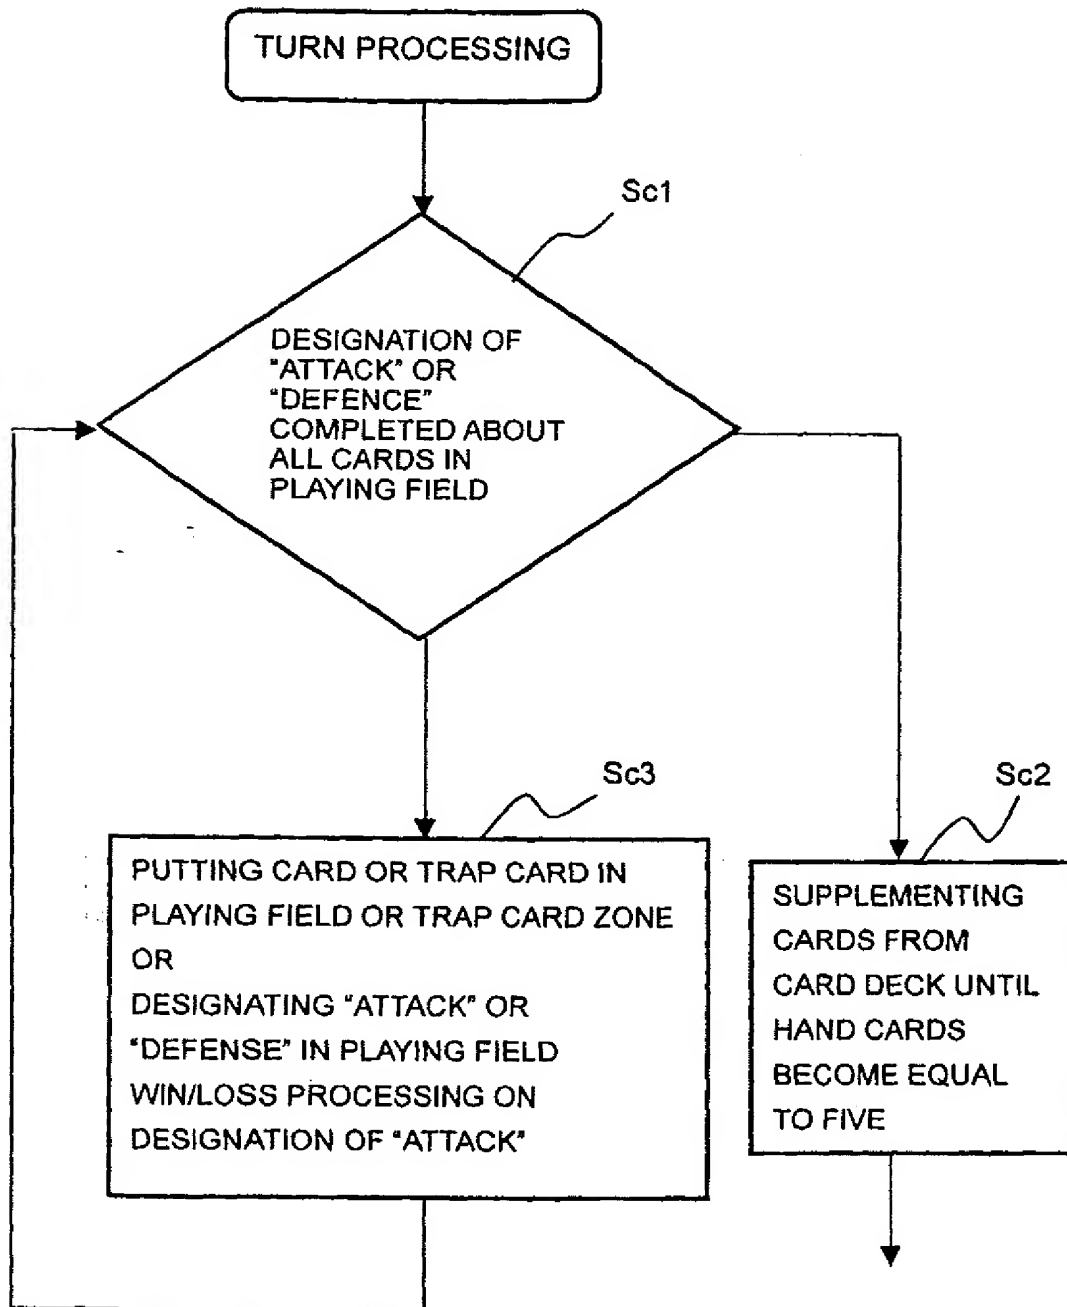 TURN PROCESSING
Sc1
DESIGNATION OF
"ATTACK" OR
"DEFENCE"
COMPLETED ABOUT
ALL CARDS IN
PLAYING FIELD
Sc3
PUTTING CARD OR TRAP CARD IN
PLAYING FIELD OR TRAP CARD ZONE
OR
DESIGNATING "ATTACK" OR
"DEFENSE" IN PLAYING FIELD
WIN/LOSS PROCESSING ON
DESIGNATION OF "ATTACK"
Sc2
SUPPLEMENTING
CARDS FROM
CARD DECK UNTIL
HAND CARDS
BECOME EQUAL
TO FIVE